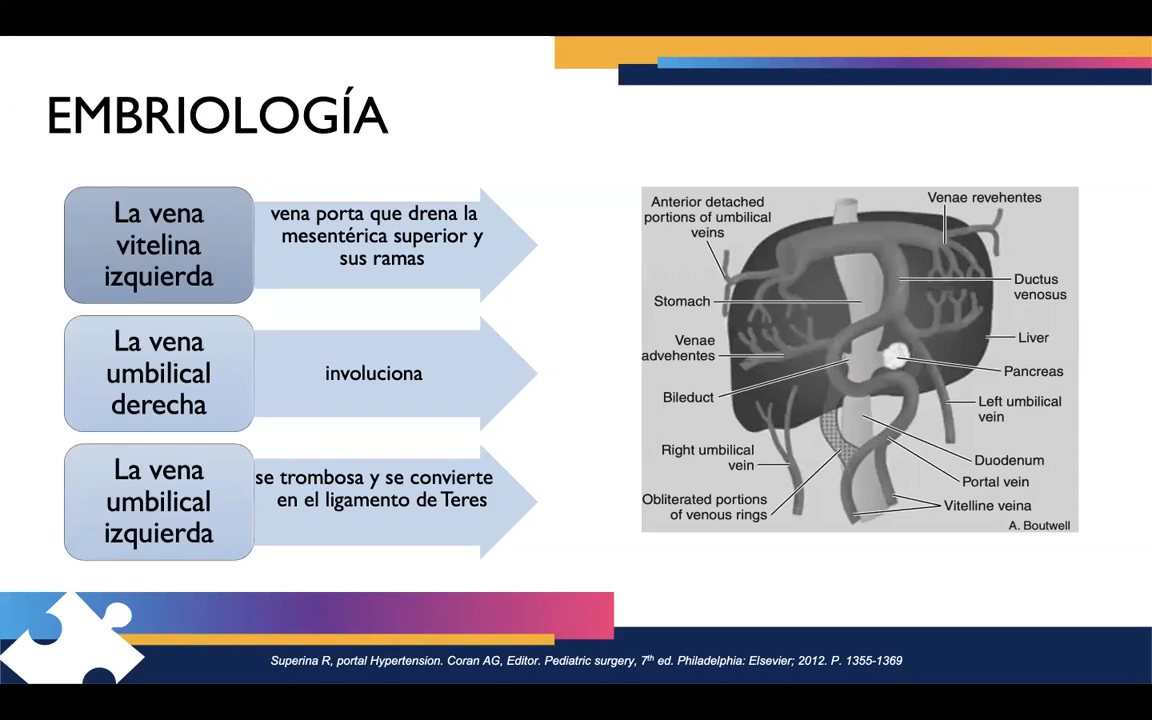 EMBRIOLOGÍA
La vena
vitelina
izquierda
vena porta que drena la
mesentérica superior y
sus ramas
La vena
umbilical
derecha
involuciona
La vena
umbilical
izquierda
se trombosa y se convierte
en el ligamento de Teres
Anterior detached
portions of umbilical
veins
Venae revehentes
Stomach
Ductus
venosus
Venae
advehentes
Liver
Pancreas
Bileduct
Left umbilical
vein
Right umbilical
vein
Duodenum
Portal vein
Obliterated portions
of venous rings
Vitelline veina
A. Boutwell
Superina R, portal Hypertension. Coran AG, Editor. Pediatric surgery, 7th ed. Philadelphia: Elsevier; 2012. P. 1355-1369